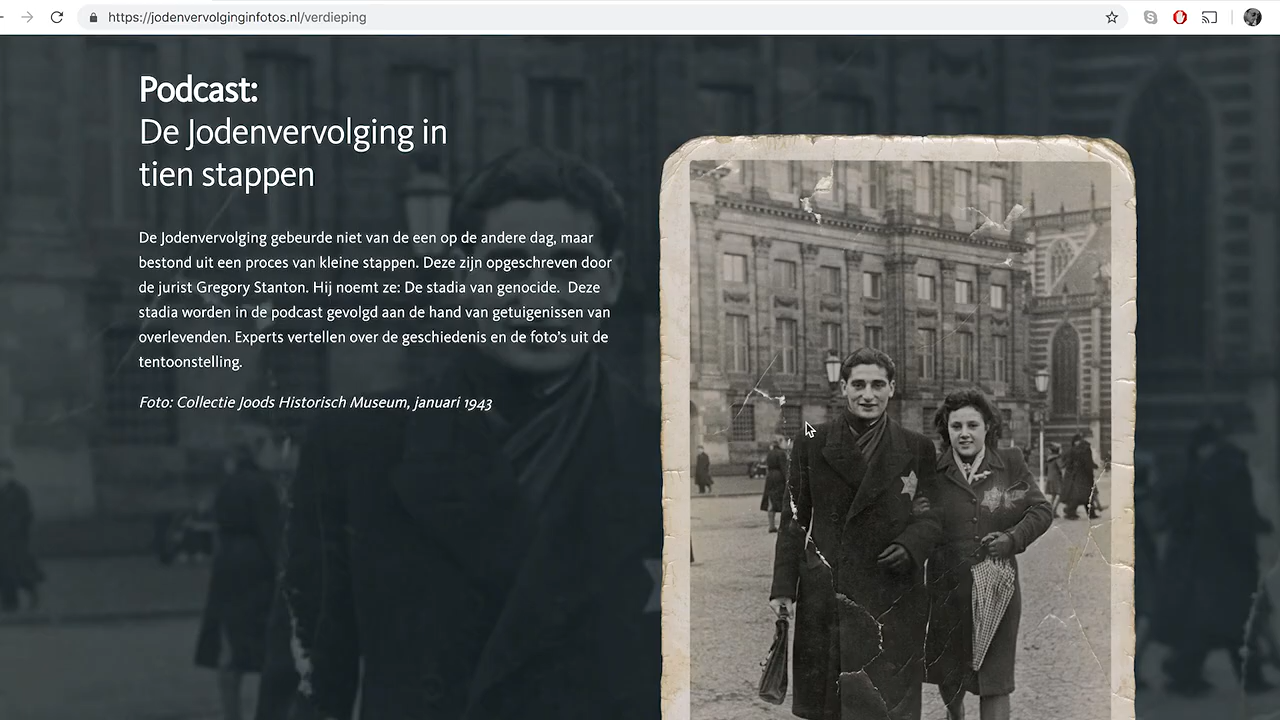 https://jodenvervolginginfotos.nl/verdieping
Podcast:
De Jodenvervolging in
tien stappen
De Jodenvervolging gebeurde niet van de een op de andere dag, maar
bestond uit een proces van kleine stappen. Deze zijn opgeschreven door
de jurist Gregory Stanton. Hij noemt ze: De stadia van genocide. Deze
stadia worden in de podcast gevolgd aan de hand van getuigenissen van
overlevenden. Experts vertellen over de geschiedenis en de foto's uit de
tentoonstelling.
Foto: Collectie Joods Historisch Museum, januari 1943